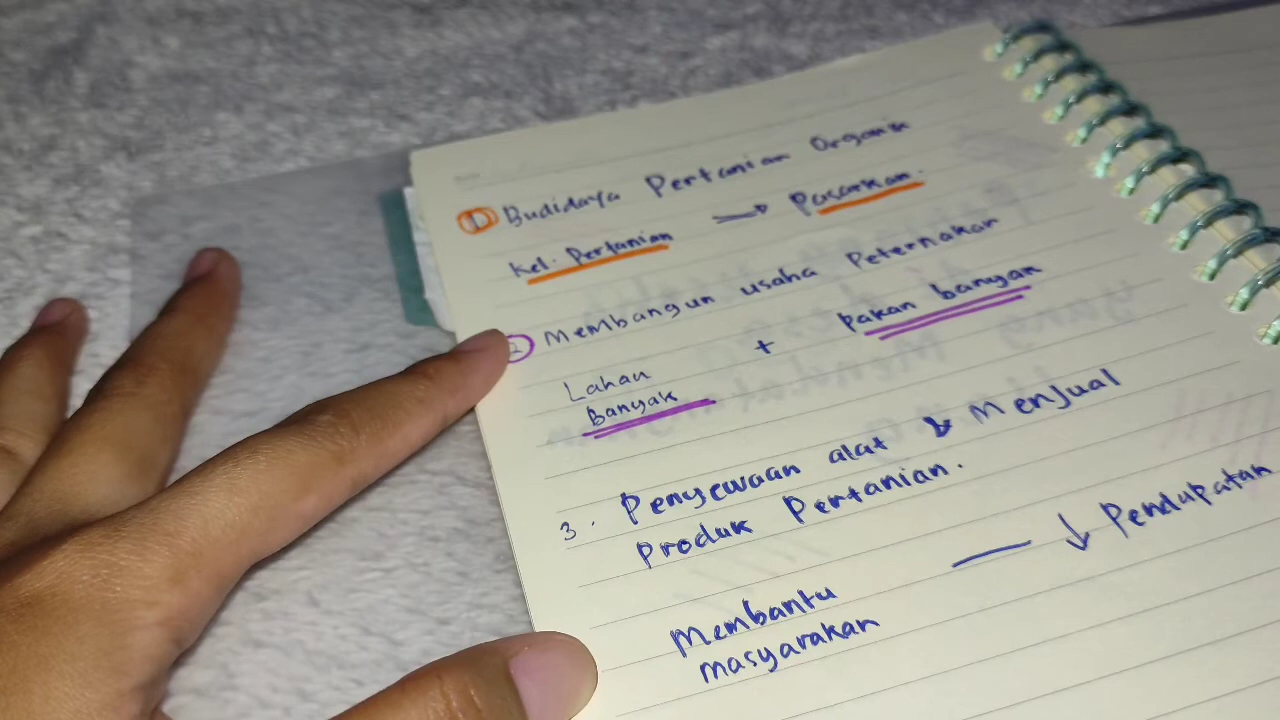 1 Budidaya Pertanian Organik
Kel. Pertanian → Pasarkan.
2 Membangun usaha Peternakan
Lahan Banyak + Pakan banyak
3. Penyewaan alat & Menjual
Produk Pertanian.
Membantu masyarakan — ↓ Pendapatan